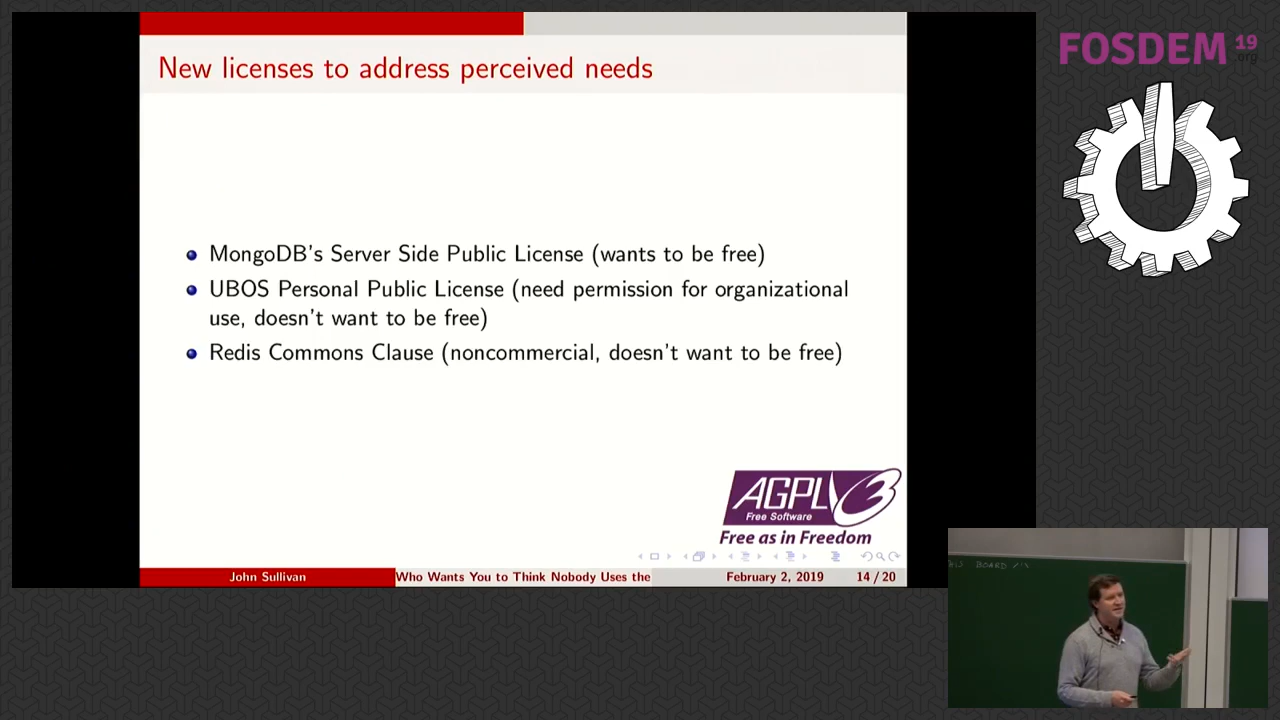 New licenses to address perceived needs
MongoDB's Server Side Public License (wants to be free)
UBOS Personal Public License (need permission for organizational
use, doesn't want to be free)
Redis Commons Clause (noncommercial, doesn't want to be free)
AGPLv3
Free Software
Free as in Freedom
John Sullivan
Who Wants You to Think Nobody Uses the
February 2, 2019
14 / 20
FOSDEM 19
.org
BOARD